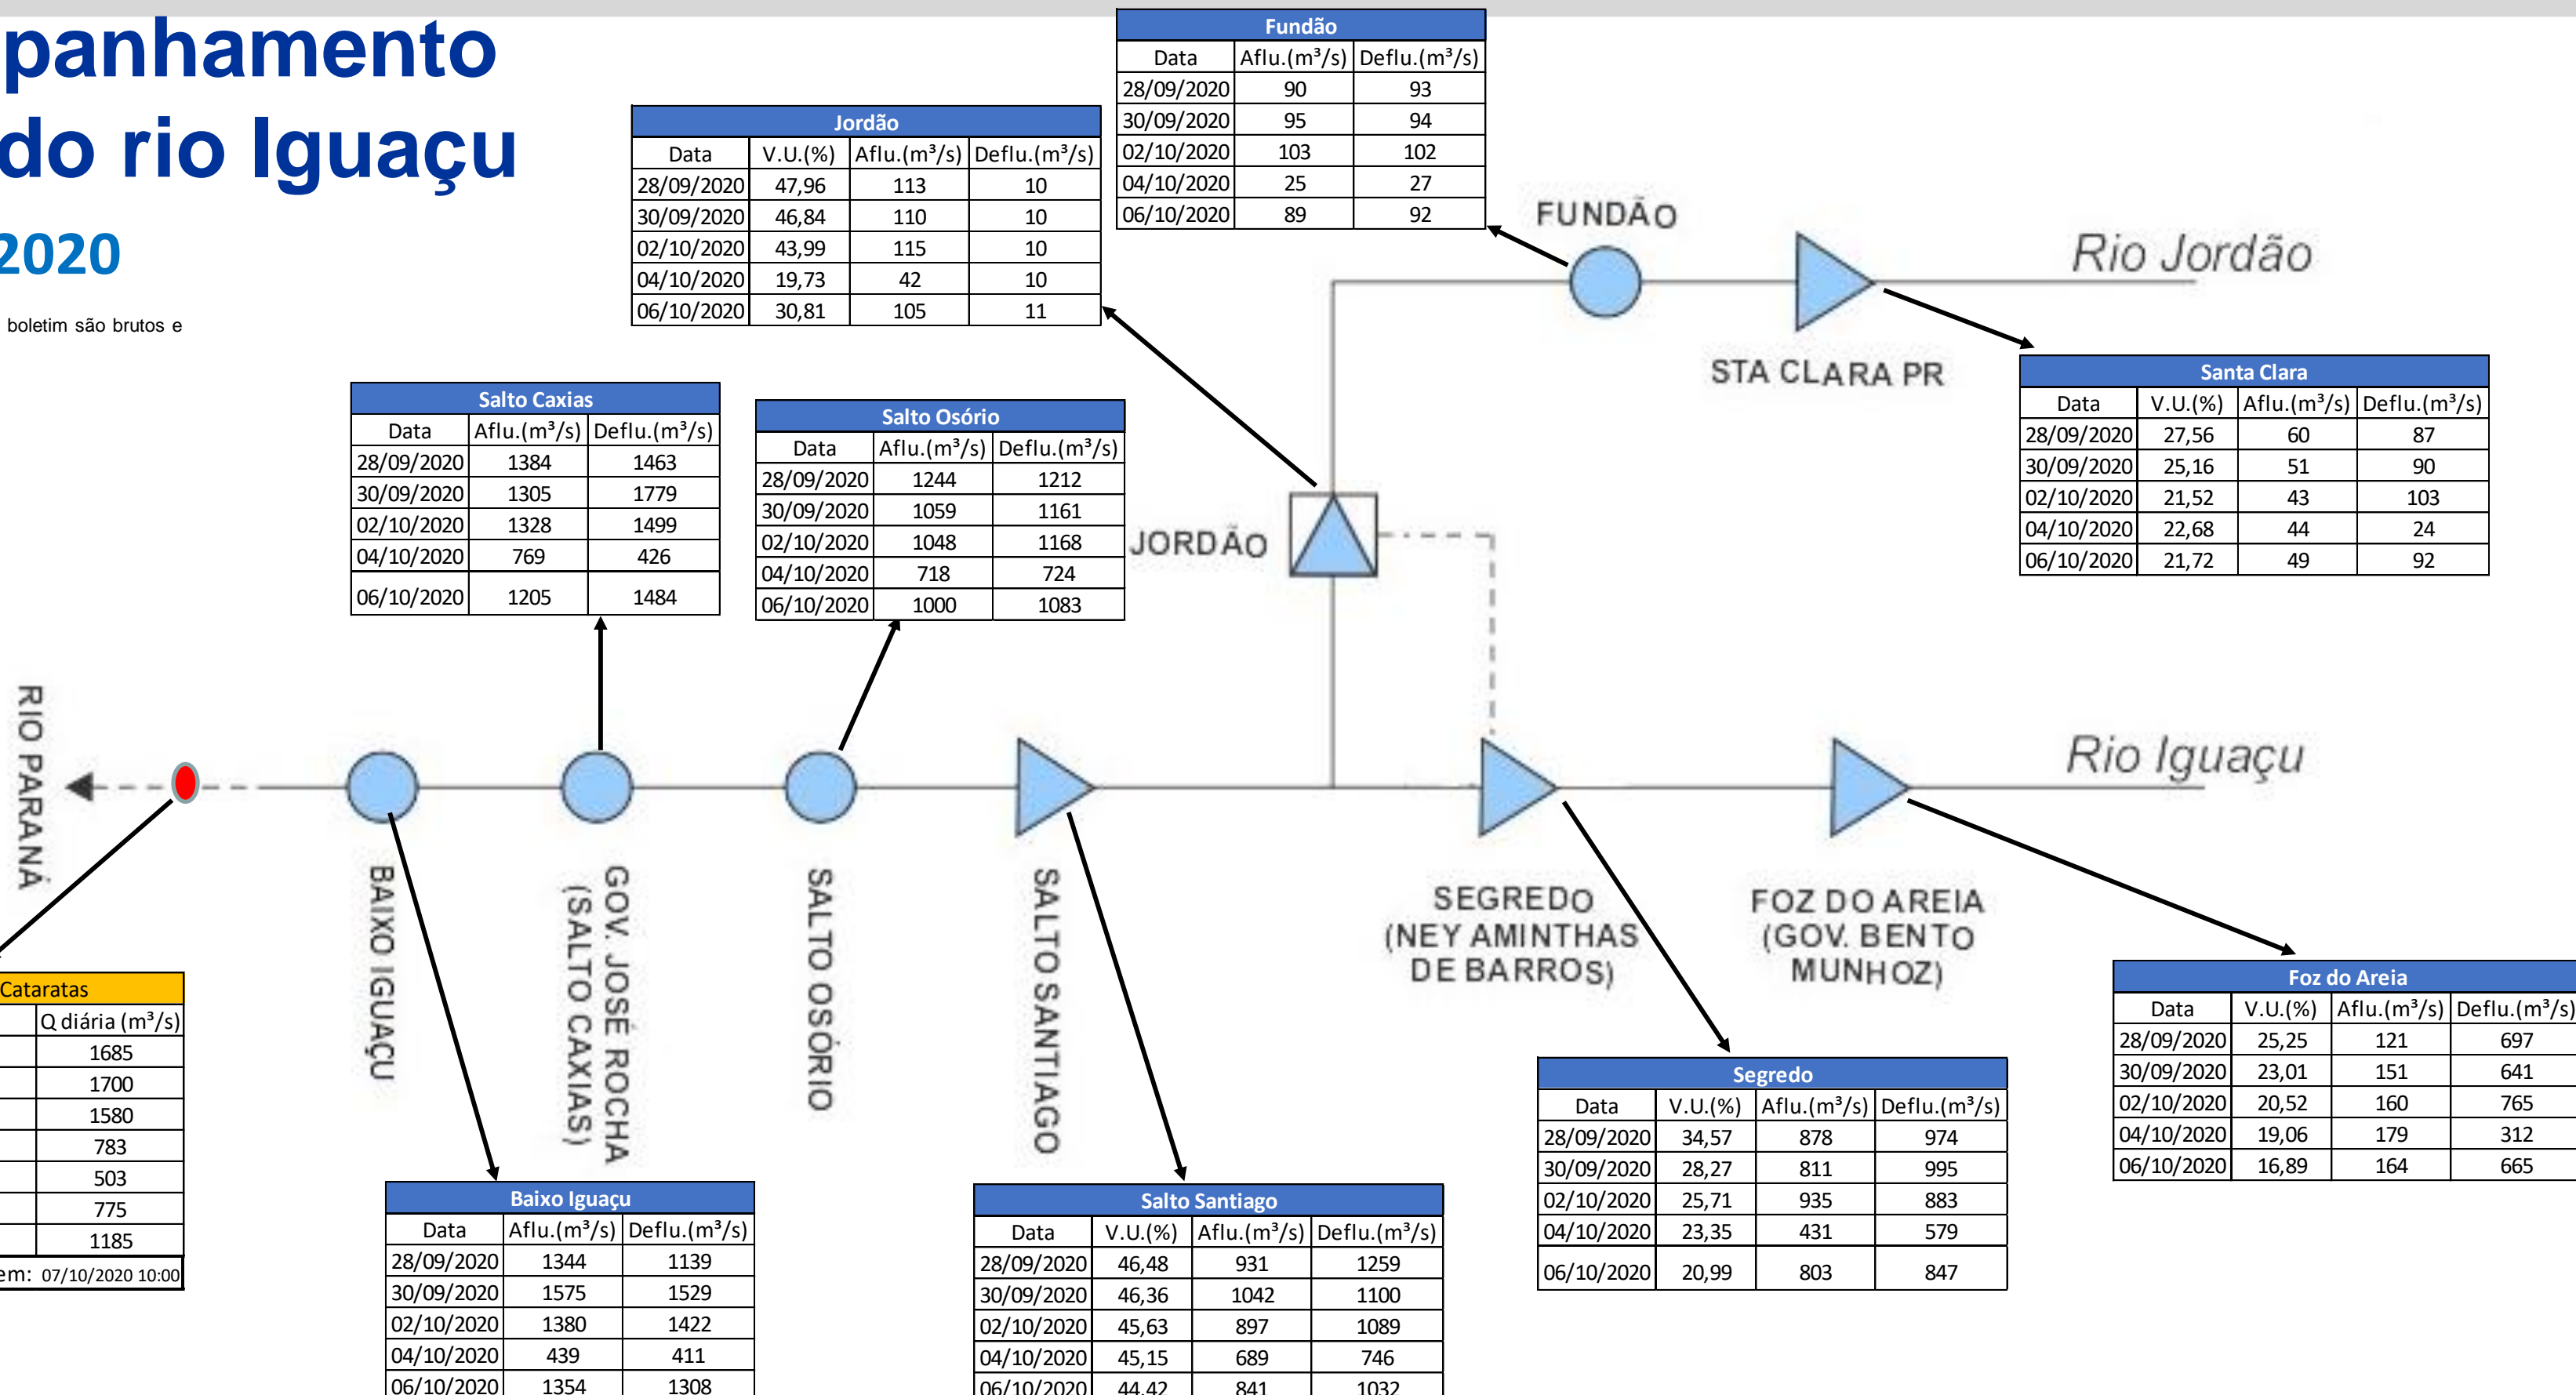 panhamento
do rio Iguaçu
2020
boletim são brutos e
Fundão
Data Aflu.(m³/s) Deflu.(m³/s)
28/09/2020 90 93
30/09/2020 95 94
02/10/2020 103 102
04/10/2020 25 27
06/10/2020 89 92
Jordão
Data V.U.(%) Aflu.(m³/s) Deflu.(m³/s)
28/09/2020 47,96 113 10
30/09/2020 46,84 110 10
02/10/2020 43,99 115 10
04/10/2020 19,73 42 10
06/10/2020 30,81 105 11
FUNDÃO
Rio Jordão
STA CLARA PR
Santa Clara
Data V.U.(%) Aflu.(m³/s) Deflu.(m³/s)
28/09/2020 27,56 60 87
30/09/2020 25,16 51 90
02/10/2020 21,52 43 103
04/10/2020 22,68 44 24
06/10/2020 21,72 49 92
Salto Caxias
Data Aflu.(m³/s) Deflu.(m³/s)
28/09/2020 1384 1463
30/09/2020 1305 1779
02/10/2020 1328 1499
04/10/2020 769 426
06/10/2020 1205 1484
Salto Osório
Data Aflu.(m³/s) Deflu.(m³/s)
28/09/2020 1244 1212
30/09/2020 1059 1161
02/10/2020 1048 1168
04/10/2020 718 724
06/10/2020 1000 1083
JORDÃO
RIO PARANÁ
Rio Iguaçu
BAIXO IGUAÇU
GOV. JOSÉ ROCHA
(SALTO CAXIAS)
SALTO OSÓRIO
SALTO SANTIAGO
SEGREDO
(NEY AMINTHAS
DE BARROS)
FOZ DO AREIA
(GOV. BENTO
MUNHOZ)
Cataratas
Q diária (m³/s)
1685
1700
1580
783
503
775
1185
em: 07/10/2020 10:00
Baixo Iguaçu
Data Aflu.(m³/s) Deflu.(m³/s)
28/09/2020 1344 1139
30/09/2020 1575 1529
02/10/2020 1380 1422
04/10/2020 439 411
06/10/2020 1354 1308
Salto Santiago
Data V.U.(%) Aflu.(m³/s) Deflu.(m³/s)
28/09/2020 46,48 931 1259
30/09/2020 46,36 1042 1100
02/10/2020 45,63 897 1089
04/10/2020 45,15 689 746
06/10/2020 44,42 841 1032
Segredo
Data V.U.(%) Aflu.(m³/s) Deflu.(m³/s)
28/09/2020 34,57 878 974
30/09/2020 28,27 811 995
02/10/2020 25,71 935 883
04/10/2020 23,35 431 579
06/10/2020 20,99 803 847
Foz do Areia
Data V.U.(%) Aflu.(m³/s) Deflu.(m³/s)
28/09/2020 25,25 121 697
30/09/2020 23,01 151 641
02/10/2020 20,52 160 765
04/10/2020 19,06 179 312
06/10/2020 16,89 164 665